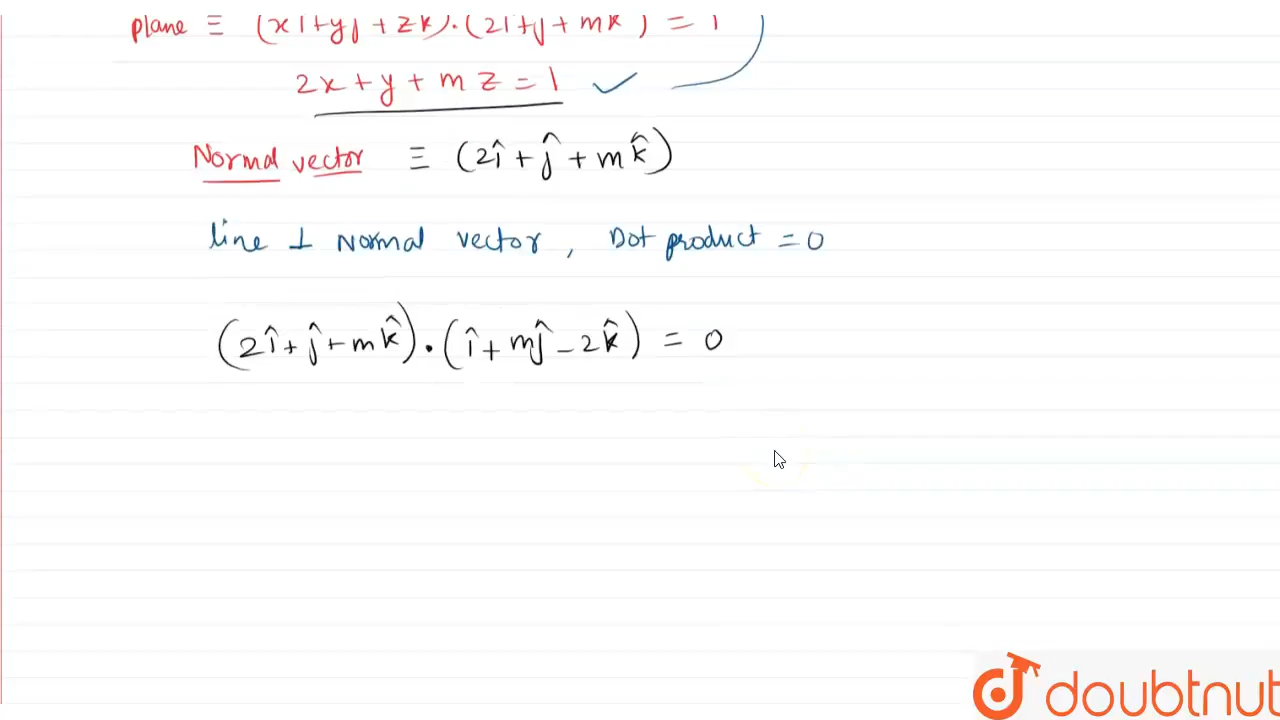 plane ≡ (xî+yĵ+zk̂).(2î+ĵ+mk̂) = 1
2x+y+mz=1 ✓
Normal vector ≡ (2î+ĵ+mk̂)
line ⊥ Normal vector, Dot product = 0
(2î+ĵ+mk̂).(î+mĵ-2k̂) = 0
doubtnut